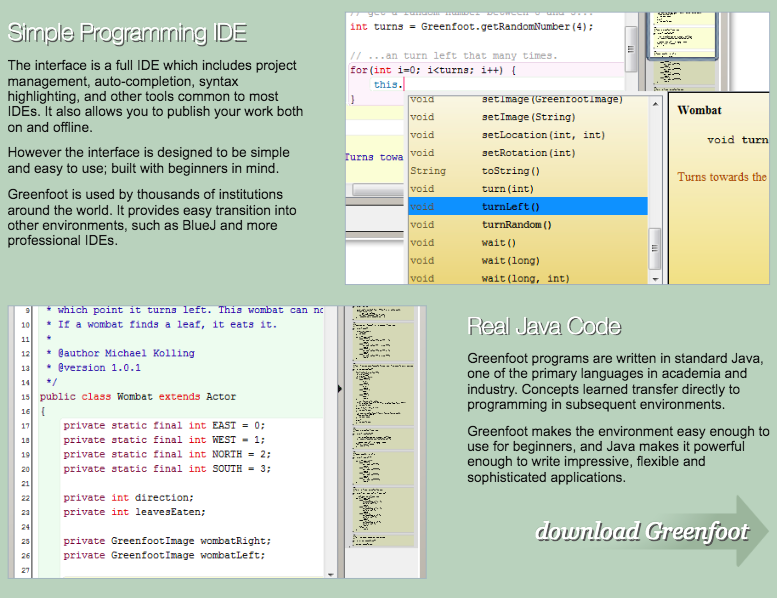 Simple Programming IDE
The interface is a full IDE which includes project
management, auto-completion, syntax
highlighting, and other tools common to most
IDEs. It also allows you to publish your work both
on and offline.
However the interface is designed to be simple
and easy to use; built with beginners in mind.
Greenfoot is used by thousands of institutions
around the world. It provides easy transition into
other environments, such as BlueJ and more
professional IDEs.
// get a random number between 0 and 3...
int turns = Greenfoot.getRandomNumber(4);
// ...an turn left that many times.
for(int i=0; i<turns; i++) {
this.
}
Turns towa
void setImage(GreenfootImage)
void setImage(String)
void setLocation(int, int)
void setRotation(int)
String toString()
void turn(int)
void turnLeft()
void turnRandom()
void wait()
void wait(long)
void wait(long, int)
Wombat
void turn
Turns towards the
9 * which point it turns left. This wombat can no
10 * If a wombat finds a leaf, it eats it.
11 *
12 * @author Michael Kolling
13 * @version 1.0.1
14 */
15 public class Wombat extends Actor
16 {
17 private static final int EAST = 0;
18 private static final int WEST = 1;
19 private static final int NORTH = 2;
20 private static final int SOUTH = 3;
21
22 private int direction;
23 private int leavesEaten;
24
25 private GreenfootImage wombatRight;
26 private GreenfootImage wombatLeft;
27
Real Java Code
Greenfoot programs are written in standard Java,
one of the primary languages in academia and
industry. Concepts learned transfer directly to
programming in subsequent environments.
Greenfoot makes the environment easy enough to
use for beginners, and Java makes it powerful
enough to write impressive, flexible and
sophisticated applications.
download Greenfoot